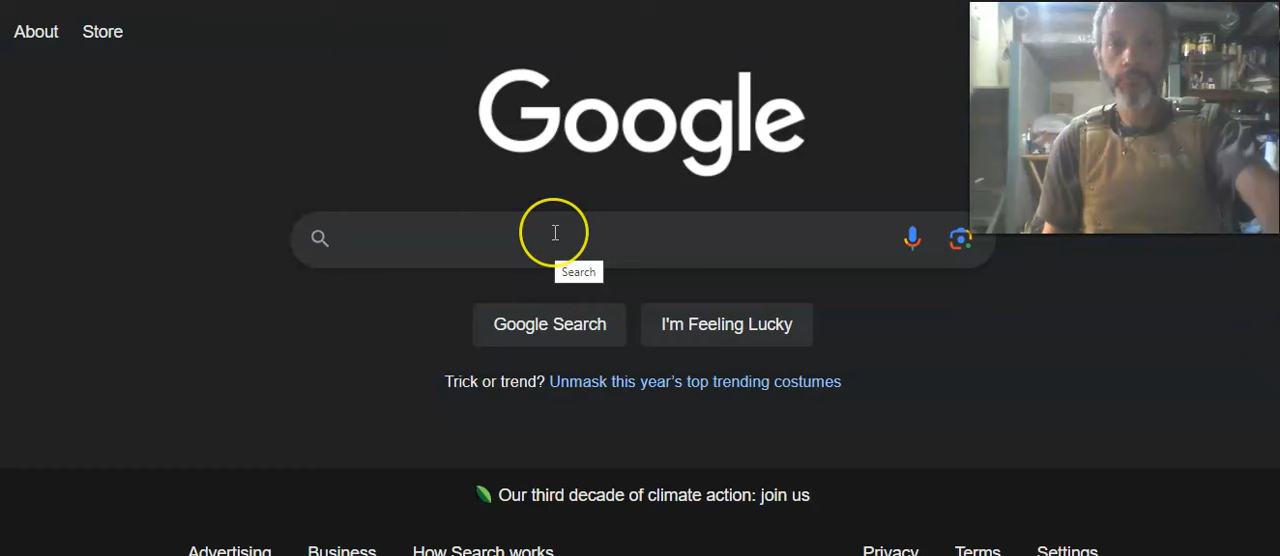 About Store
Google
Search
Google Search I'm Feeling Lucky
Trick or trend? Unmask this year's top trending costumes
Our third decade of climate action: join us
Advertising Business How Search works Privacy Terms Settings